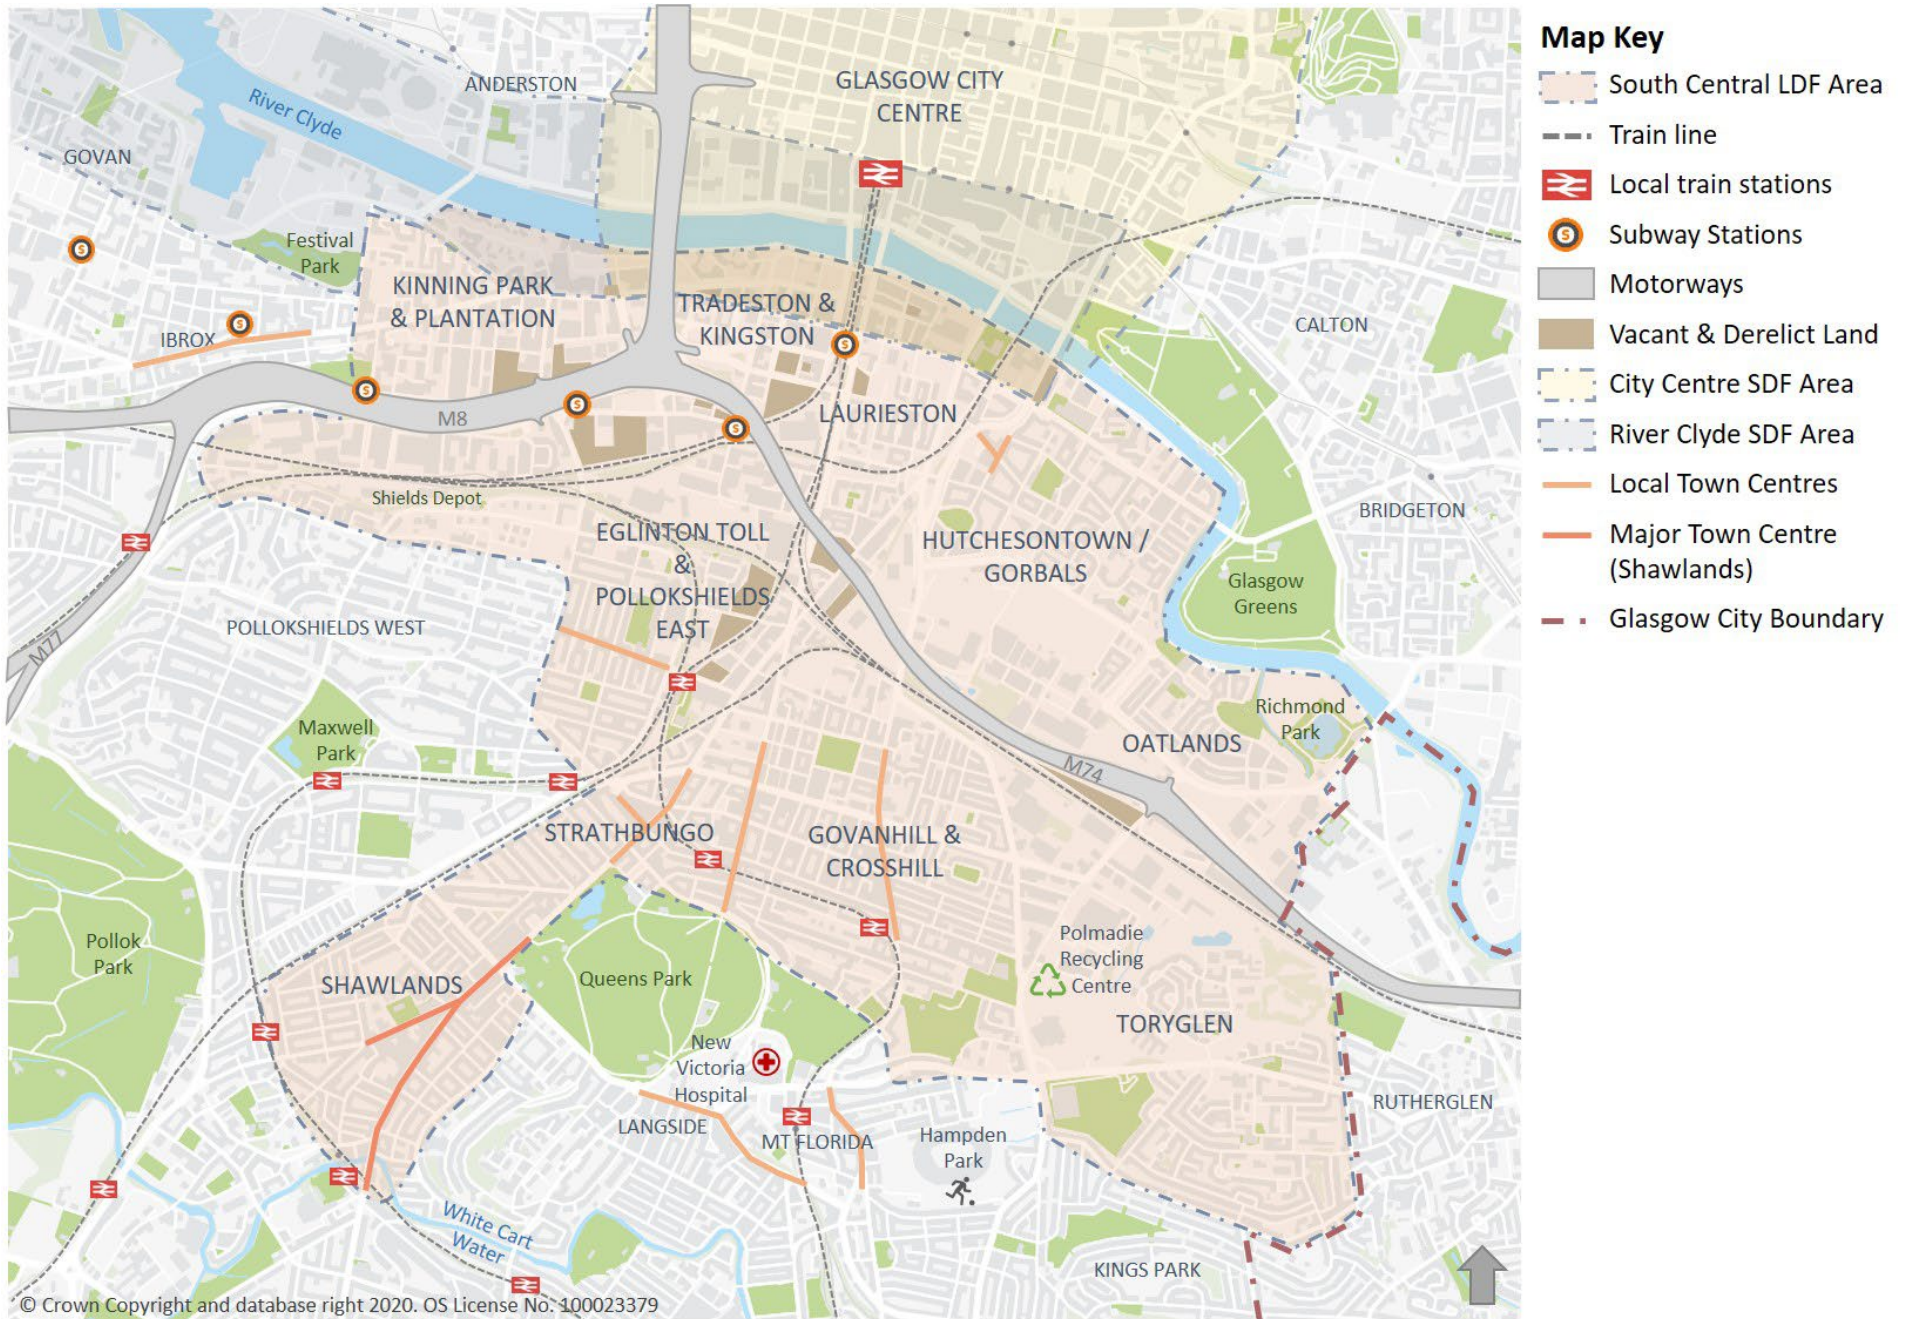 ANDERSTON
GLASGOW CITY
CENTRE
River Clyde
GOVAN
Festival
Park
KINNING PARK
& PLANTATION
TRADESTON &
KINGSTON
IBROX
CALTON
M8
LAURIESTON
Shields Depot
BRIDGETON
EGLINTON TOLL
&
POLLOKSHIELDS
EAST
HUTCHESONTOWN /
GORBALS
Glasgow
Greens
POLLOKSHIELDS WEST
M77
Maxwell
Park
Richmond
Park
OATLANDS
M74
STRATHBUNGO
GOVANHILL &
CROSSHILL
Pollok
Park
SHAWLANDS
Queens Park
Polmadie
Recycling
Centre
TORYGLEN
New
Victoria
Hospital
RUTHERGLEN
LANGSIDE
MT FLORIDA
Hampden
Park
White Cart
Water
KINGS PARK
© Crown Copyright and database right 2020. OS License No. 100023379
Map Key
South Central LDF Area
Train line
Local train stations
S Subway Stations
Motorways
Vacant & Derelict Land
City Centre SDF Area
River Clyde SDF Area
Local Town Centres
Major Town Centre
(Shawlands)
Glasgow City Boundary